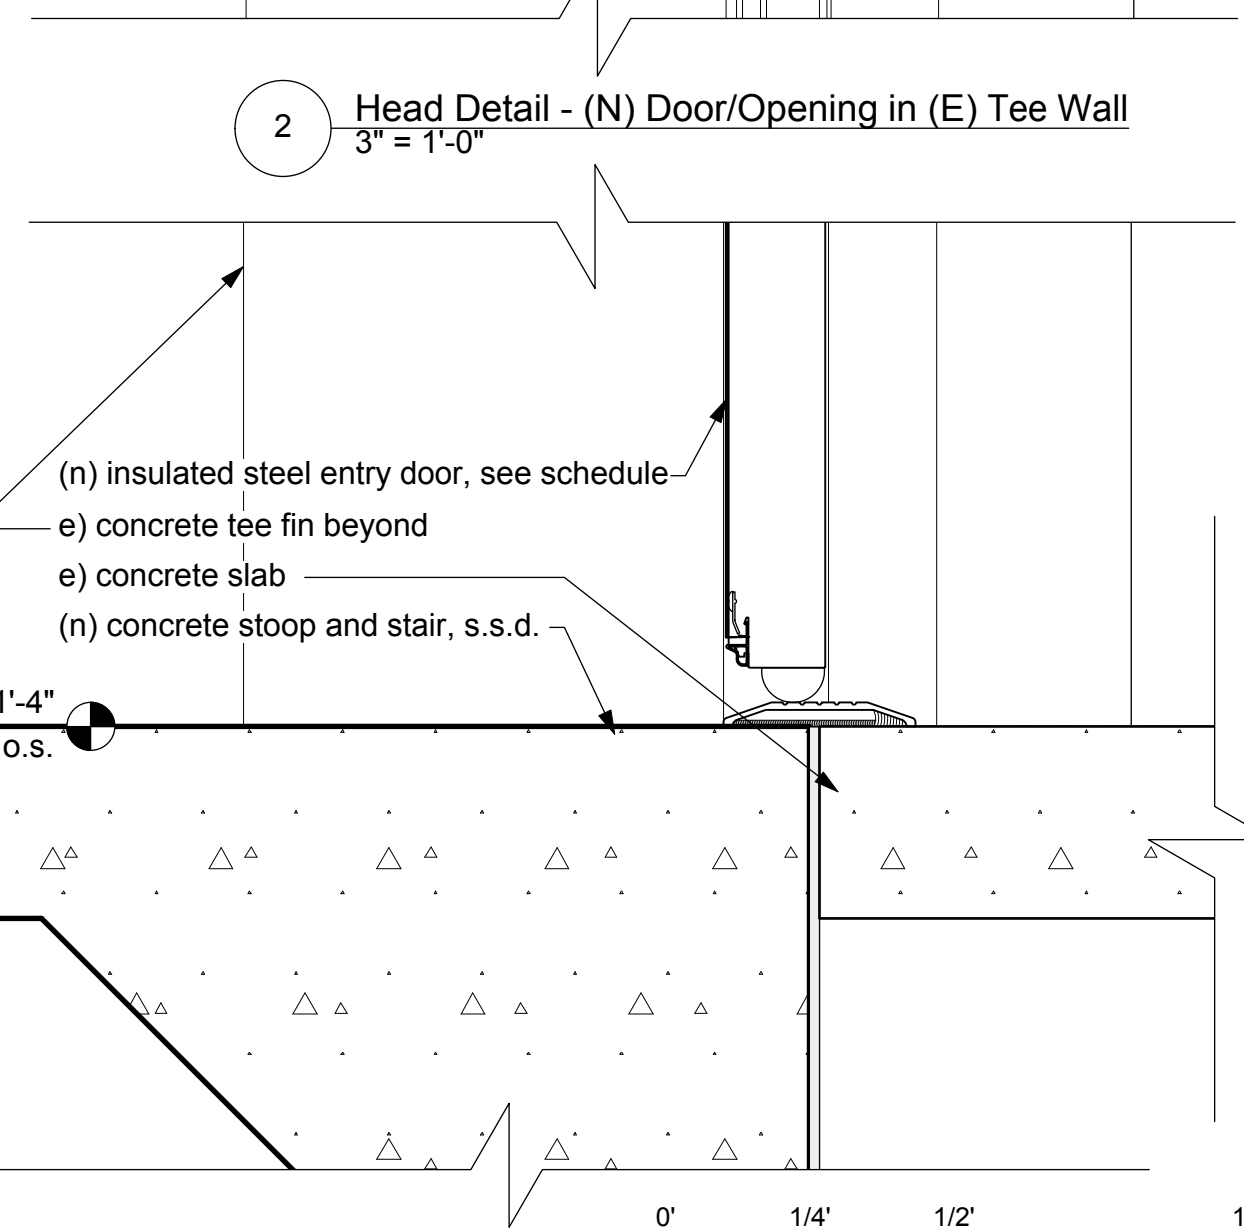 2
Head Detail - (N) Door/Opening in (E) Tee Wall
3" = 1'-0"
(n) insulated steel entry door, see schedule
e) concrete tee fin beyond
e) concrete slab
(n) concrete stoop and stair, s.s.d.
1'-4"
o.s.
0' 1/4' 1/2' 1